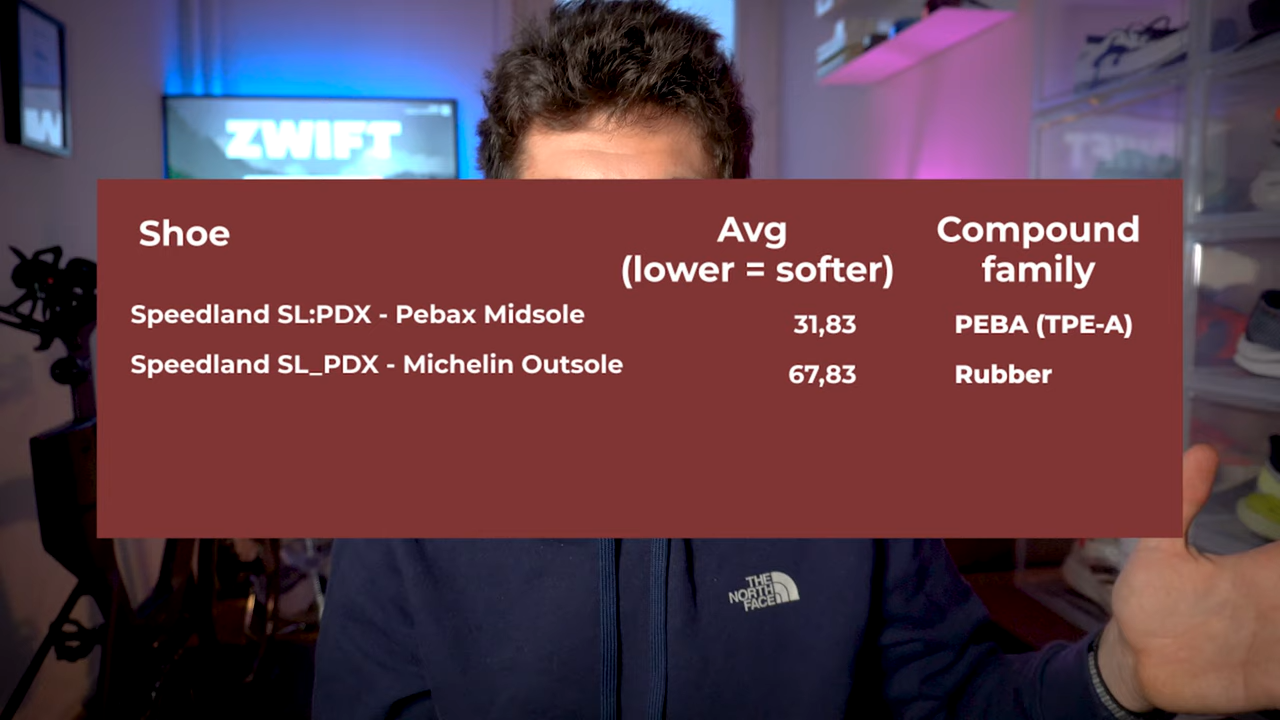 ZWIFT
Shoe
Avg
(lower = softer)
Compound
family
Speedland SL:PDX - Pebax Midsole
31,83
PEBA (TPE-A)
Speedland SL_PDX - Michelin Outsole
67,83
Rubber
THE
NORTH
FACE